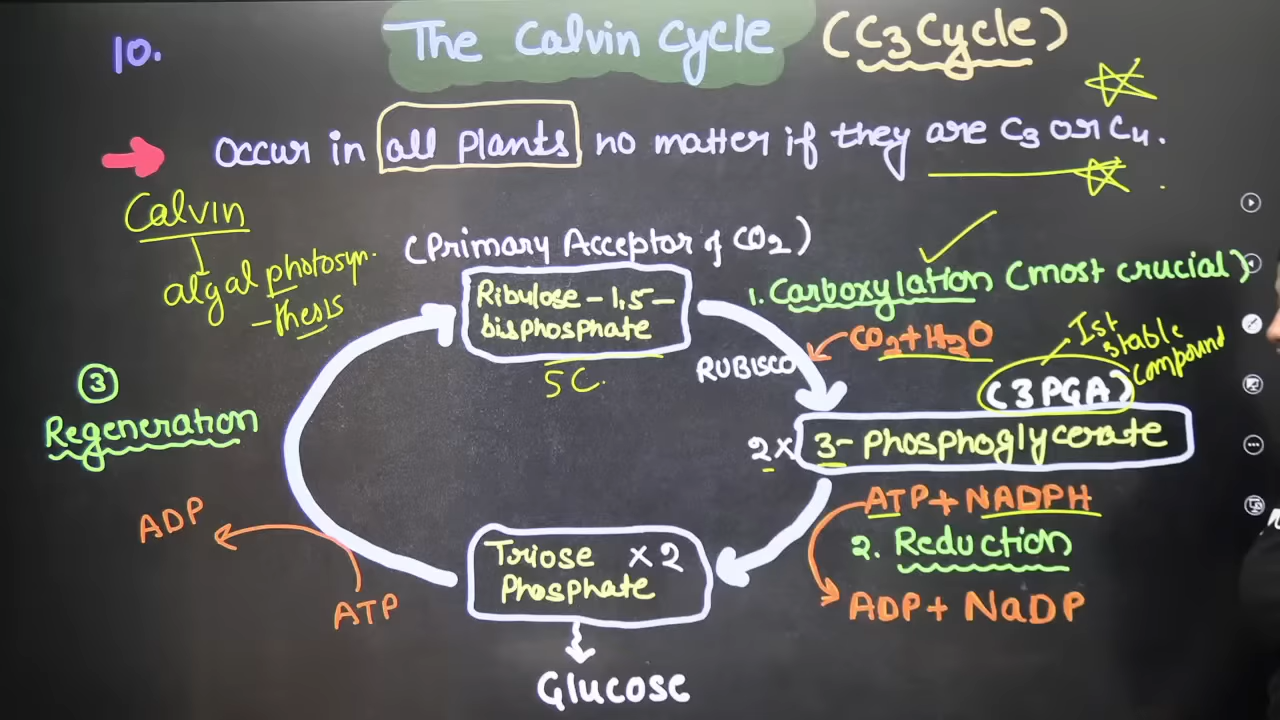 10.
The Calvin Cycle (C3 Cycle)
Occur in all plants no matter if they are C3 or C4.
Calvin
algal photosyn-
-thesis
(Primary Acceptor of CO2)
Ribulose-1,5-
bisphosphate
5C.
1. Carboxylation (most crucial)
CO2+H2O
RUBISCO
Ist
stable
compound
(3PGA)
2x 3-Phosphoglycerate
ATP+NADPH
2. Reduction
ADP+NaDP
Triose x2
Phosphate
Glucose
3
Regeneration
ADP
ATP